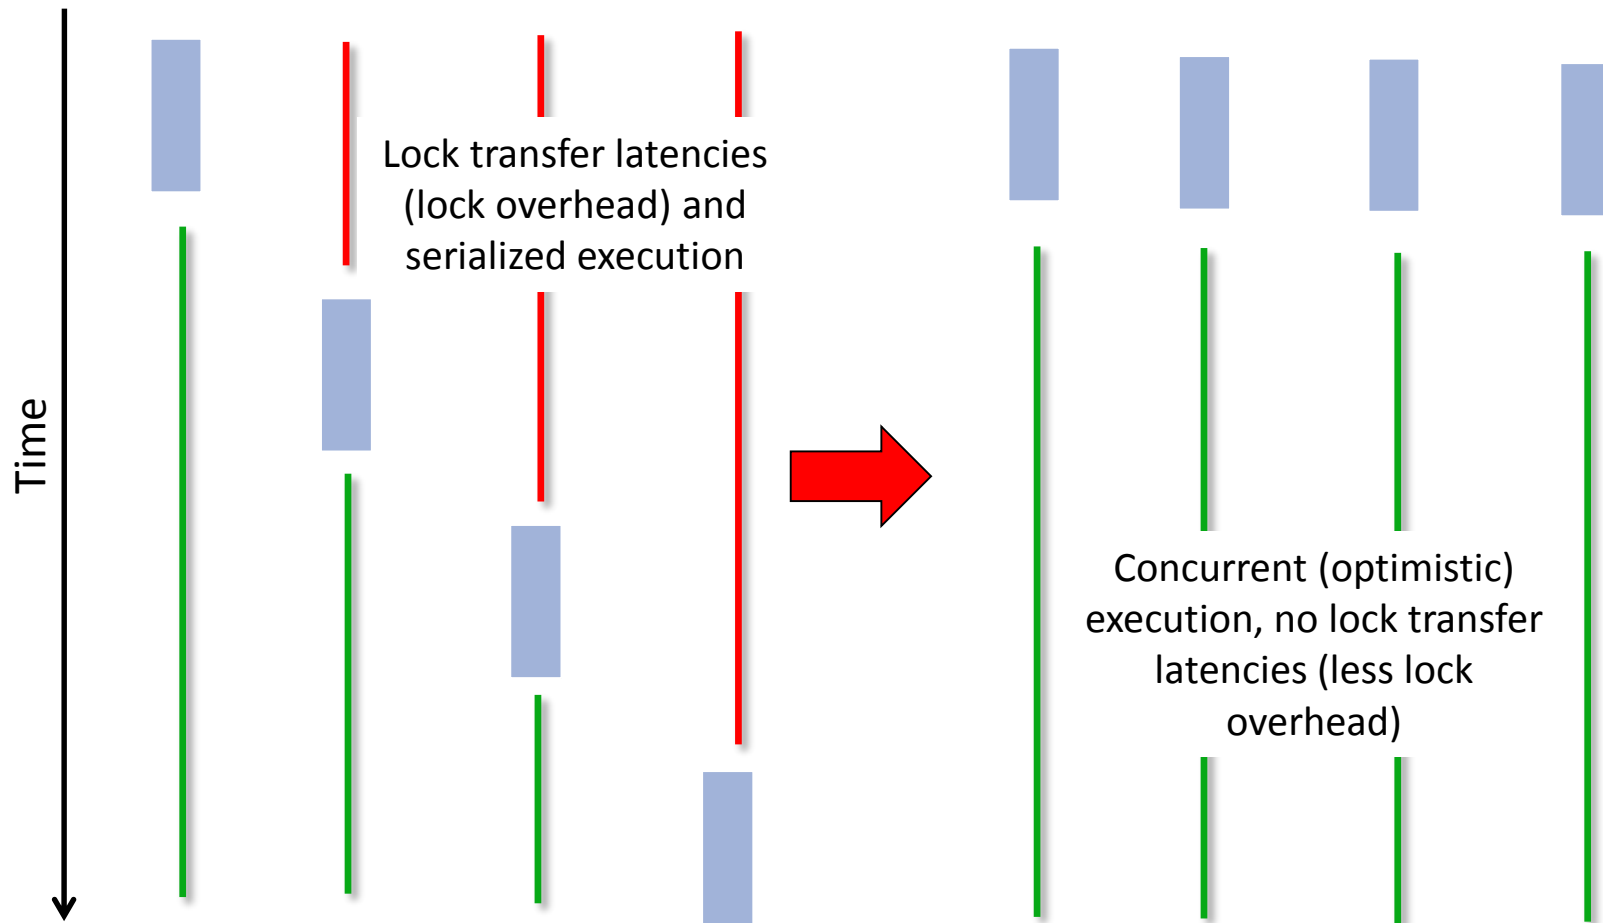 Time
Lock transfer latencies
(lock overhead) and
serialized execution
Concurrent (optimistic)
execution, no lock transfer
latencies (less lock
overhead)